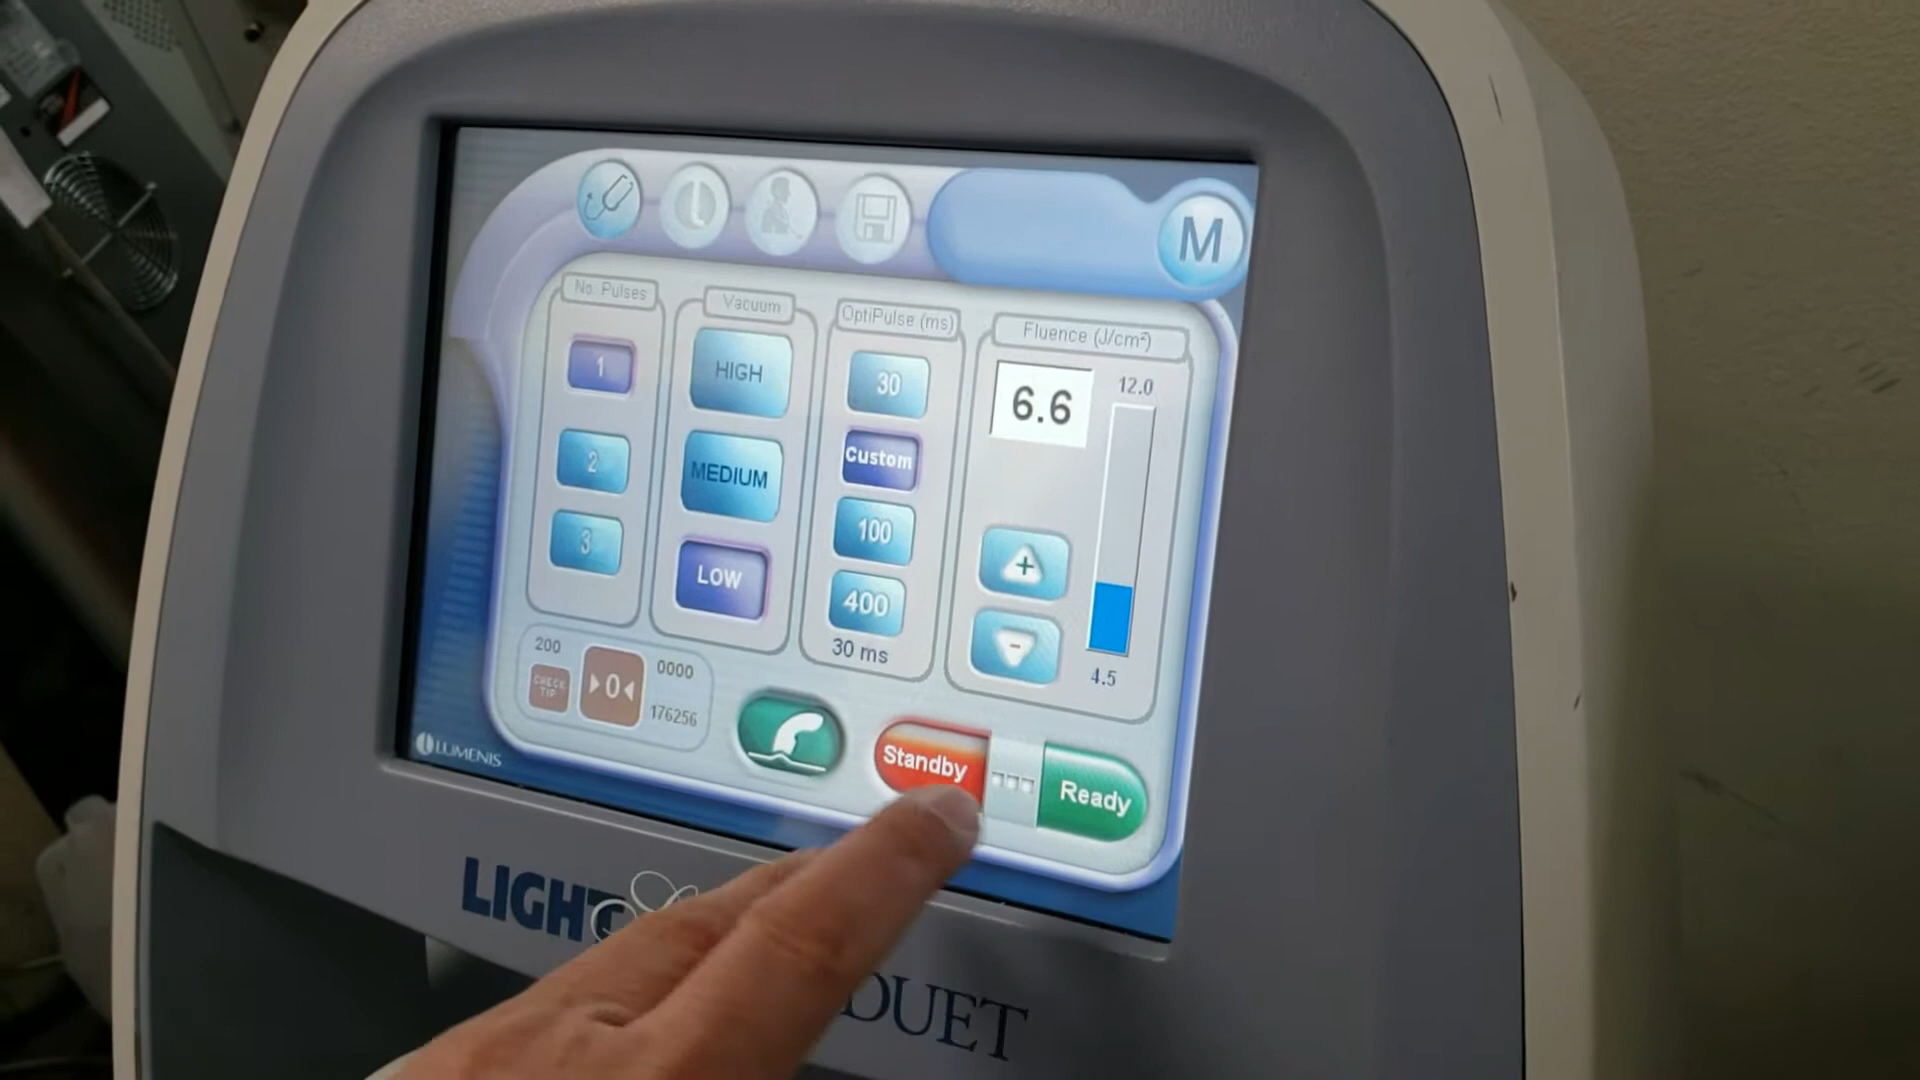 M
No. Pulses
1
2
3
Vacuum
HIGH
MEDIUM
LOW
OptiPulse (ms)
30
Custom
100
400
30 ms
Fluence (J/cm²)
6.6
12.0
+
-
4.5
200
CHECK
TIP
0
0000
176256
Standby
Ready
LUMENIS
LIGHT
DUET